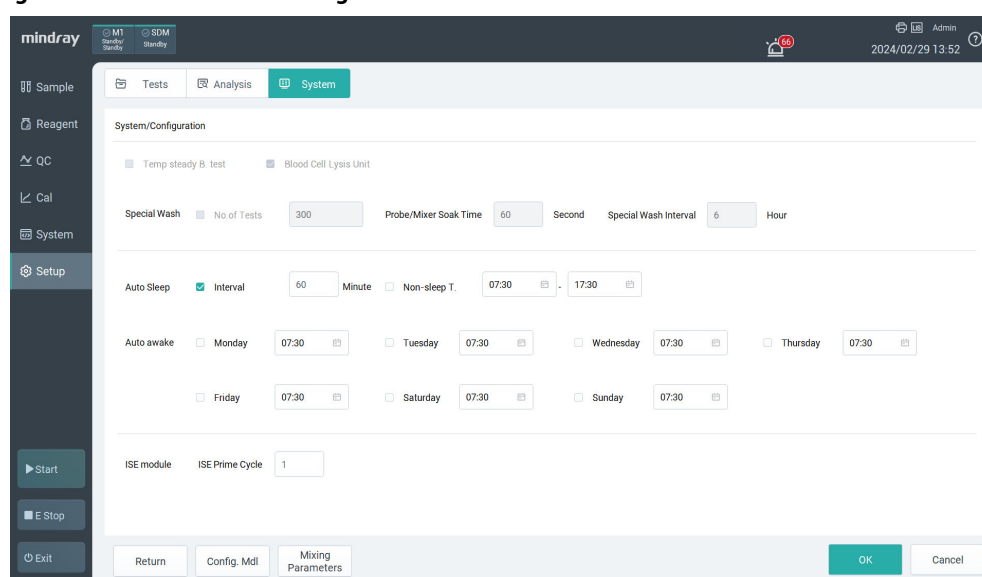 mindray
M1
Standby/
Standby
SDM
Standby
66
US
Admin
2024/02/29 13:52
?
Sample
Reagent
QC
Cal
System
Setup
Start
E Stop
Exit
Tests
Analysis
System
System/Configuration
Temp steady B. test
Blood Cell Lysis Unit
Special Wash No.of Tests 300 Probe/Mixer Soak Time 60 Second Special Wash Interval 6 Hour
Auto Sleep Interval 60 Minute Non-sleep T. 07:30 - 17:30
Auto awake Monday 07:30 Tuesday 07:30 Wednesday 07:30 Thursday 07:30
Friday 07:30 Saturday 07:30 Sunday 07:30
ISE module ISE Prime Cycle 1
Return
Config. Mdl
Mixing
Parameters
OK
Cancel